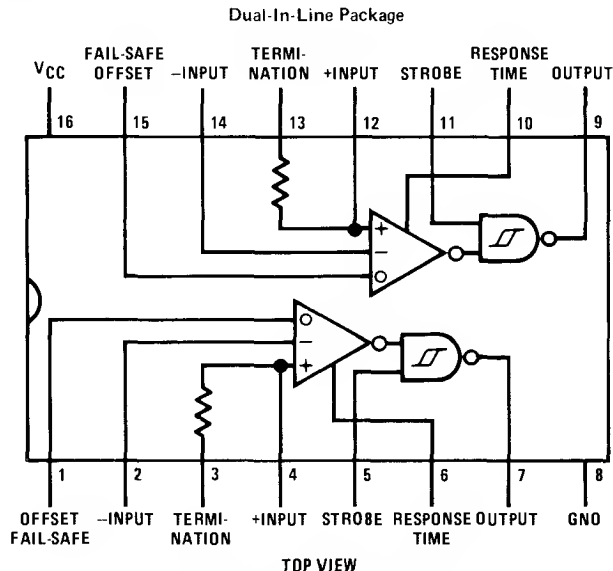 Dual-In-Line Package
VCC
FAIL-SAFE
OFFSET
–INPUT
TERMI-
NATION
+INPUT
STROBE
RESPONSE
TIME
OUTPUT
16 15 14 13 12 11 10 9
+
–
+
–
1 2 3 4 5 6 7 8
OFFSET
FAIL-SAFE
–INPUT
TERMI-
NATION
+INPUT
STROBE
RESPONSE
TIME
OUTPUT
GNO
TOP VIEW